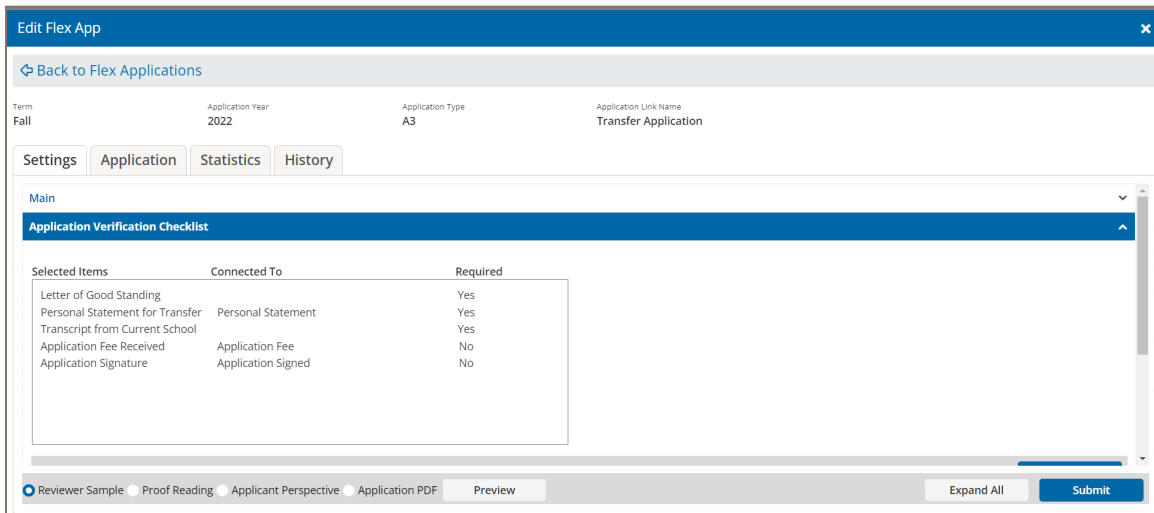 Edit Flex App
Back to Flex Applications
Term Application Year Application Type Application Link Name
Fall 2022 A3 Transfer Application
Settings Application Statistics History
Main
Application Verification Checklist
Selected Items Connected To Required
Letter of Good Standing Yes
Personal Statement for Transfer Personal Statement Yes
Transcript from Current School Yes
Application Fee Received Application Fee No
Application Signature Application Signed No
Reviewer Sample Proof Reading Applicant Perspective Application PDF Preview Expand All Submit